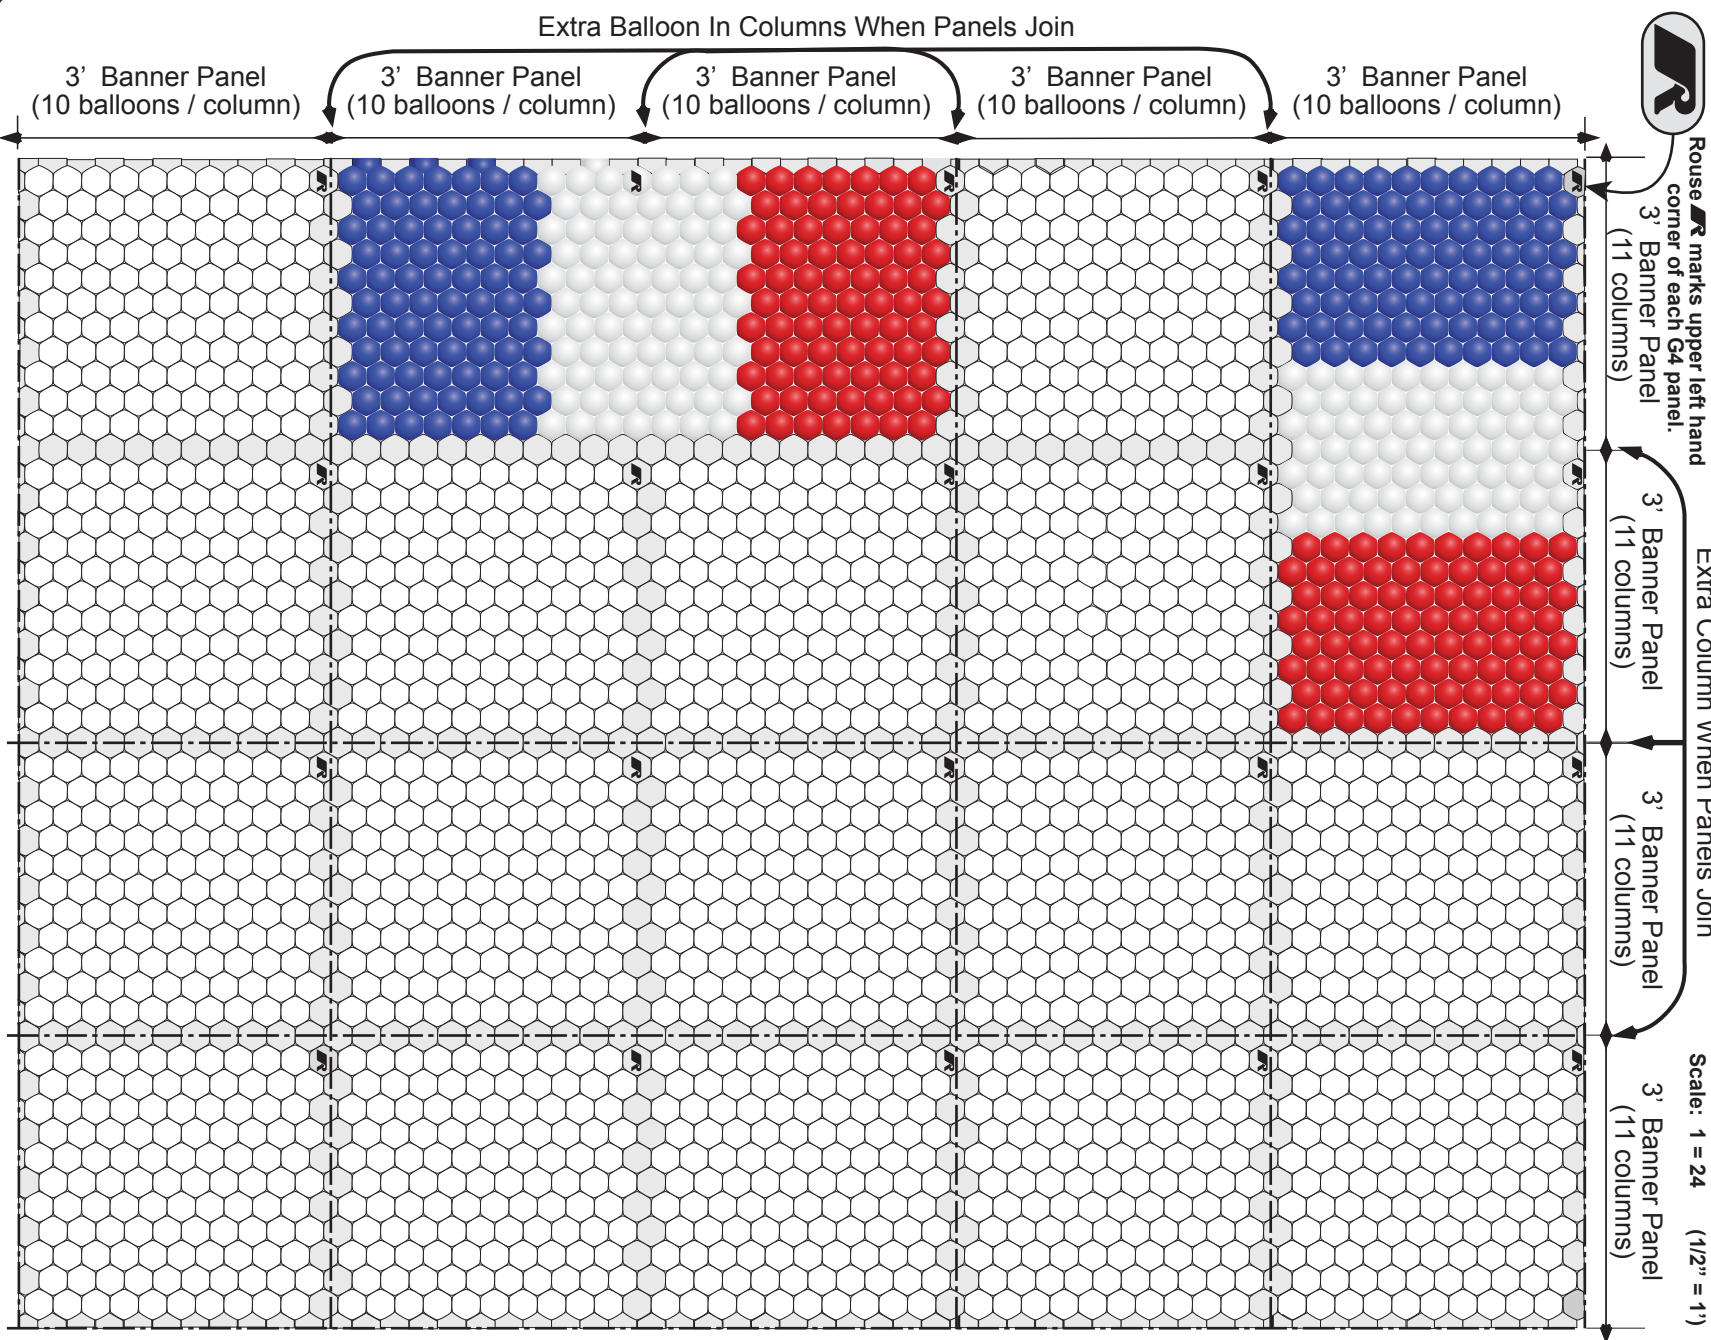 Extra Balloon In Columns When Panels Join
3’ Banner Panel
(10 balloons / column)
3’ Banner Panel
(10 balloons / column)
3’ Banner Panel
(10 balloons / column)
3’ Banner Panel
(10 balloons / column)
3’ Banner Panel
(10 balloons / column)
Rouse R marks upper left hand
corner of each G4 panel.
3’ Banner Panel
(11 columns)
Extra Column When Panels Join
3’ Banner Panel
(11 columns)
3’ Banner Panel
(11 columns)
3’ Banner Panel
(11 columns)
Scale: 1 = 24 (1/2” = 1’)